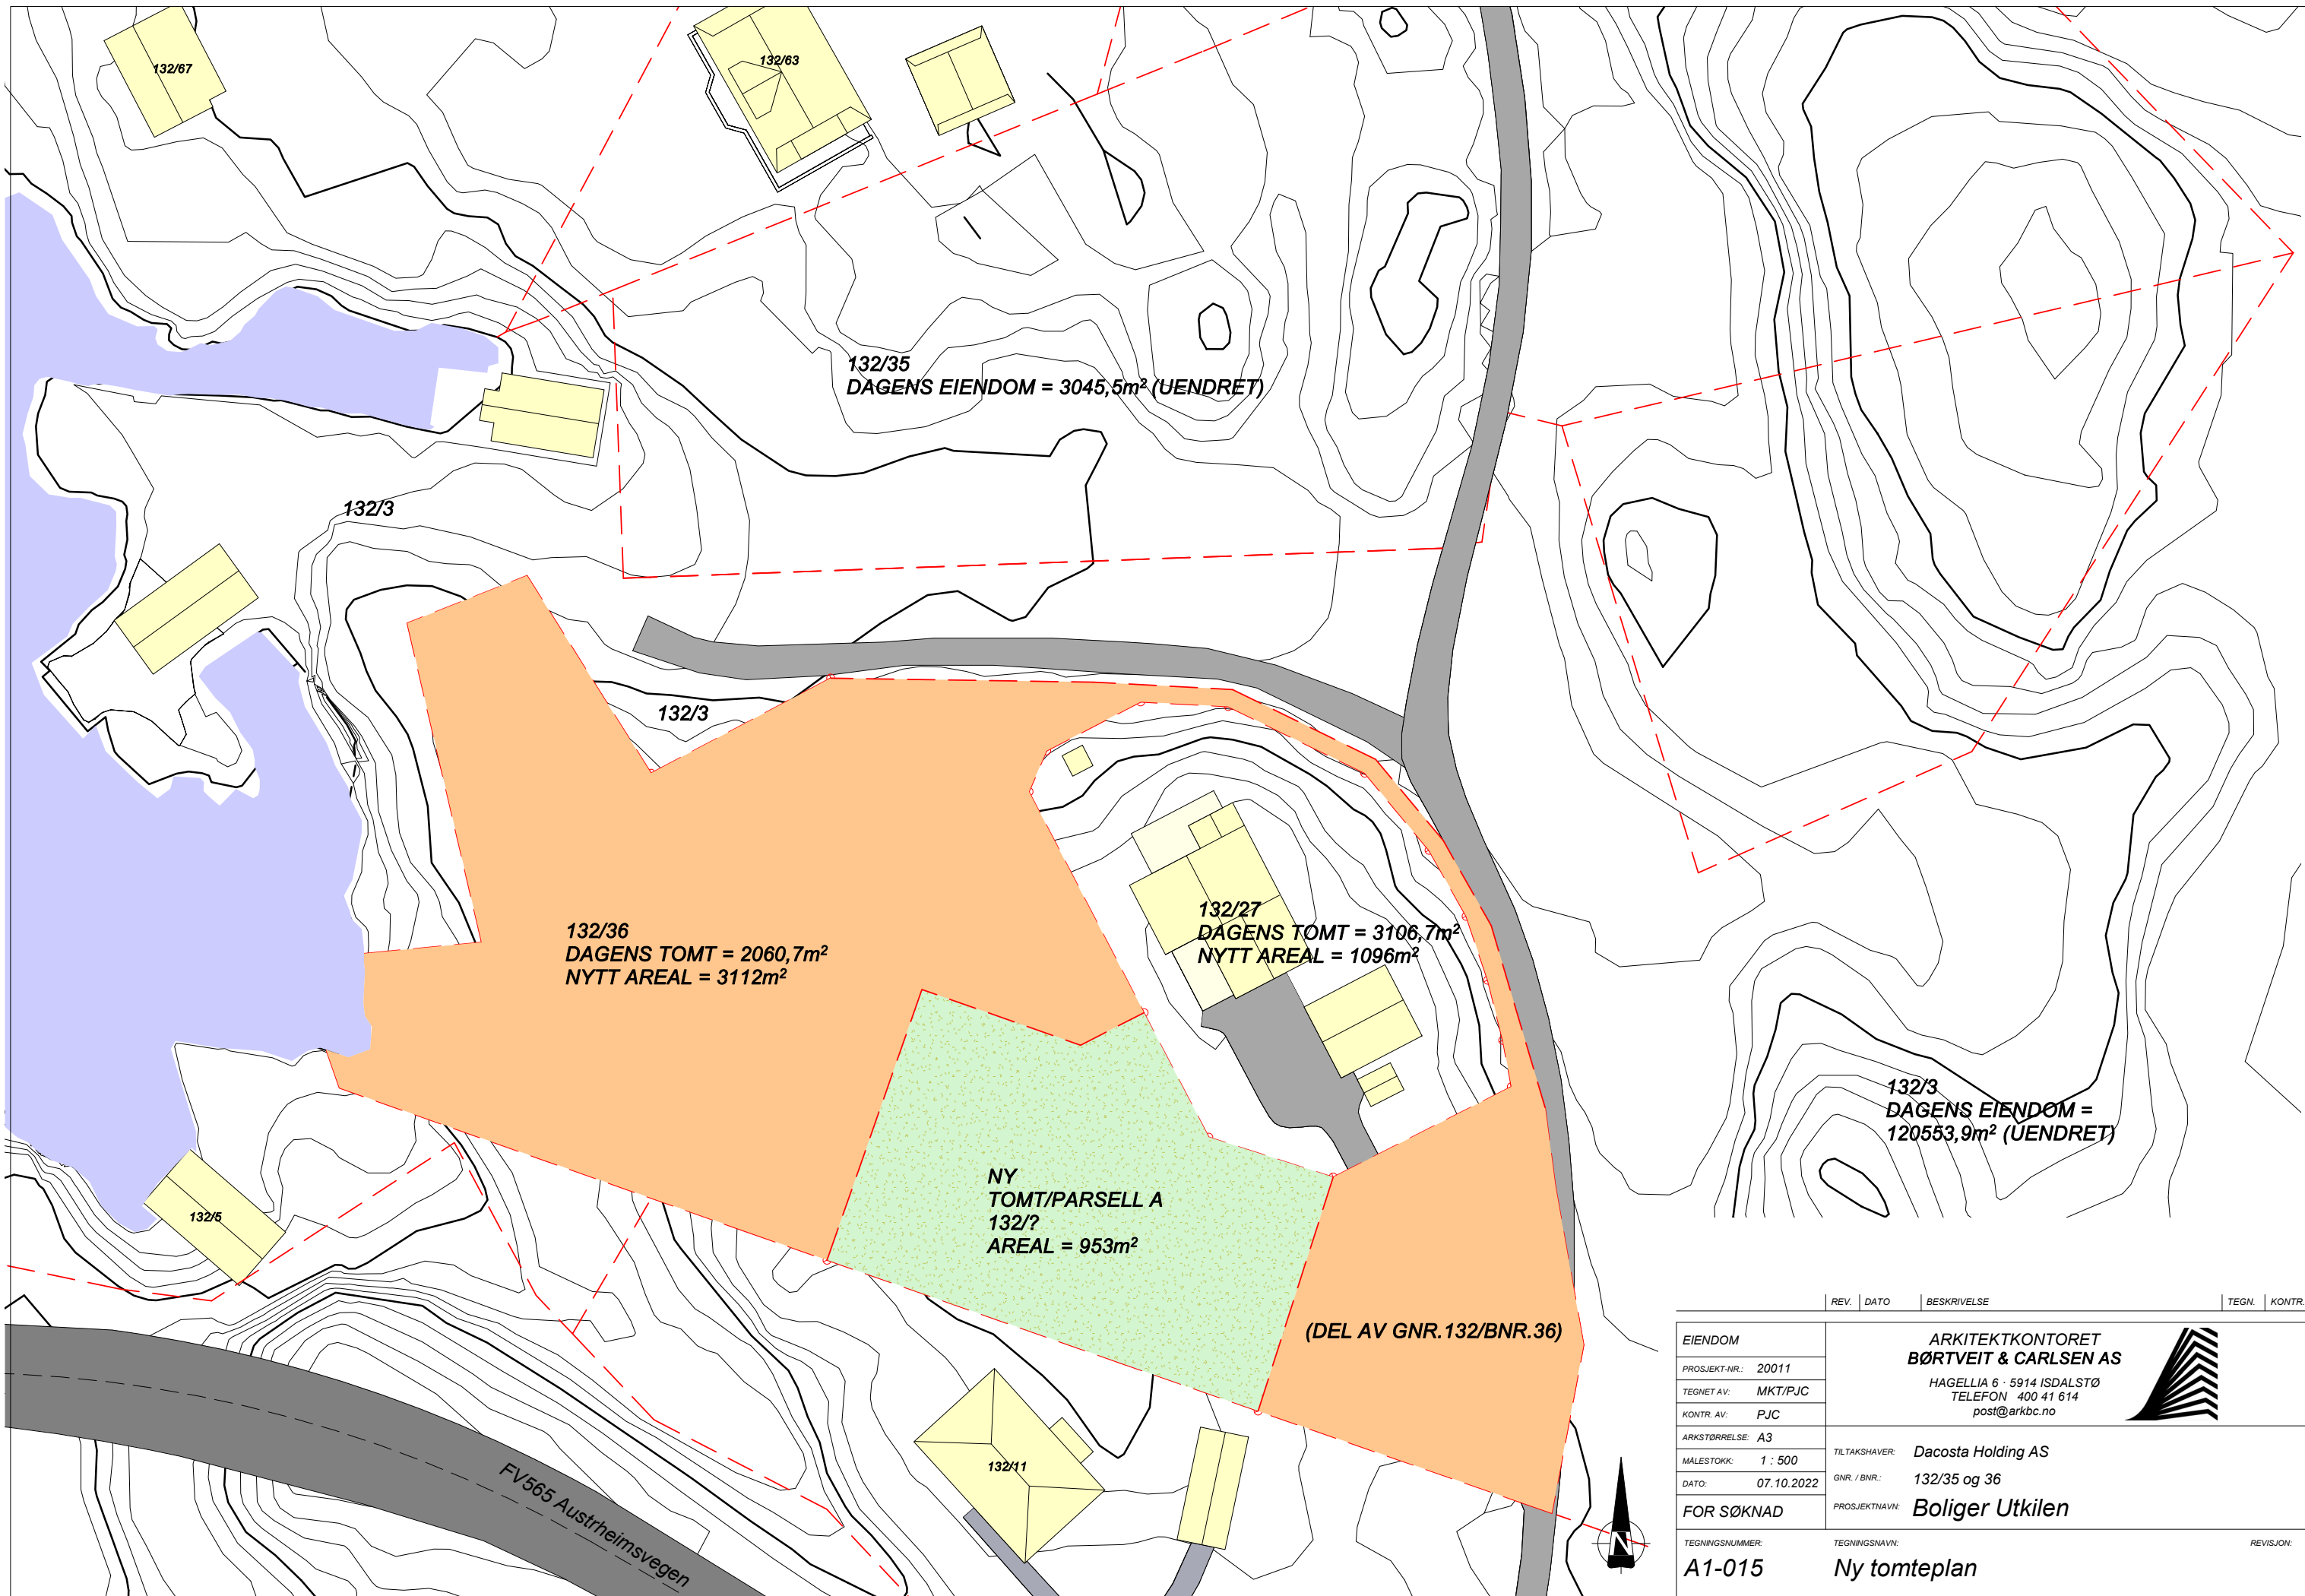 132/67
132/63
132/35
DAGENS EIENDOM = 3045,5m² (UENDRET)
132/3
132/3
132/36
DAGENS TOMT = 2060,7m²
NYTT AREAL = 3112m²
132/27
DAGENS TOMT = 3106,7m²
NYTT AREAL = 1096m²
132/3
DAGENS EIENDOM =
120553,9m² (UENDRET)
NY
TOMT/PARSELL A
132/?
AREAL = 953m²
132/5
(DEL AV GNR.132/BNR.36)
132/11
FV565 Austrheimsvegen
N
REV. DATO BESKRIVELSE TEGN. KONTR.
EIENDOM
PROSJEKT-NR.: 20011
TEGNET AV: MKT/PJC
KONTR. AV: PJC
ARKSTØRRELSE: A3
MÅLESTOKK: 1 : 500
DATO: 07.10.2022
FOR SØKNAD
ARKITEKTKONTORET
BØRTVEIT & CARLSEN AS
HAGELLIA 6 · 5914 ISDALSTØ
TELEFON 400 41 614
post@arkbc.no
TILTAKSHAVER: Dacosta Holding AS
GNR. / BNR.: 132/35 og 36
PROSJEKTNAVN: Boliger Utkilen
TEGNINGSNUMMER:
A1-015
TEGNINGSNAVN:
Ny tomteplan
REVISJON: